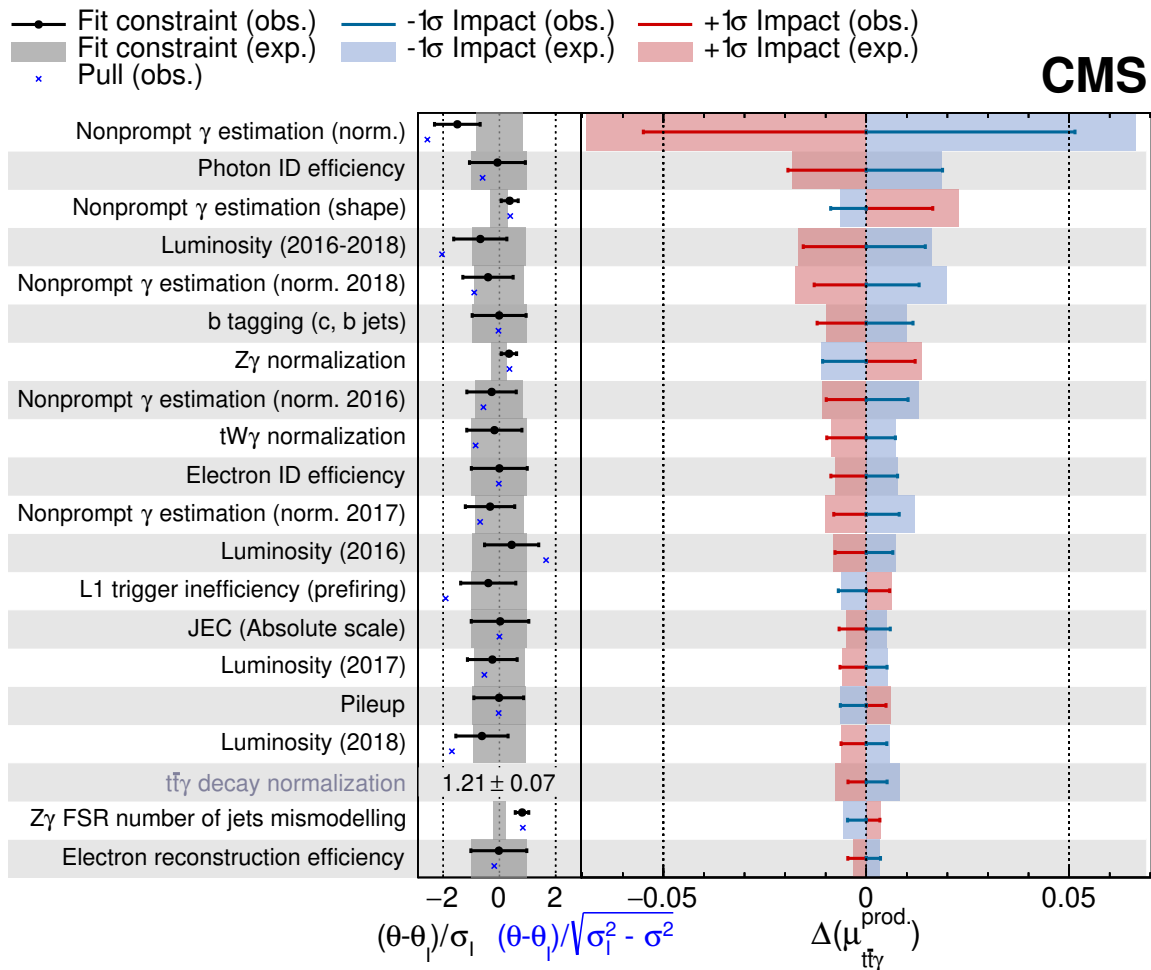 Fit constraint (obs.) -1σ Impact (obs.) +1σ Impact (obs.)
Fit constraint (exp.) -1σ Impact (exp.) +1σ Impact (exp.)
Pull (obs.)
CMS
Nonprompt γ estimation (norm.)
Photon ID efficiency
Nonprompt γ estimation (shape)
Luminosity (2016-2018)
Nonprompt γ estimation (norm. 2018)
b tagging (c, b jets)
Zγ normalization
Nonprompt γ estimation (norm. 2016)
tWγ normalization
Electron ID efficiency
Nonprompt γ estimation (norm. 2017)
Luminosity (2016)
L1 trigger inefficiency (prefiring)
JEC (Absolute scale)
Luminosity (2017)
Pileup
Luminosity (2018)
tt̄γ decay normalization 1.21 ± 0.07
Zγ FSR number of jets mismodelling
Electron reconstruction efficiency
−2 0 2 −0.05 0 0.05
(θ-θ_I)/σ_I (θ-θ_I)/√(σ_I² - σ²) Δ(μ_tt̄γ^prod.)